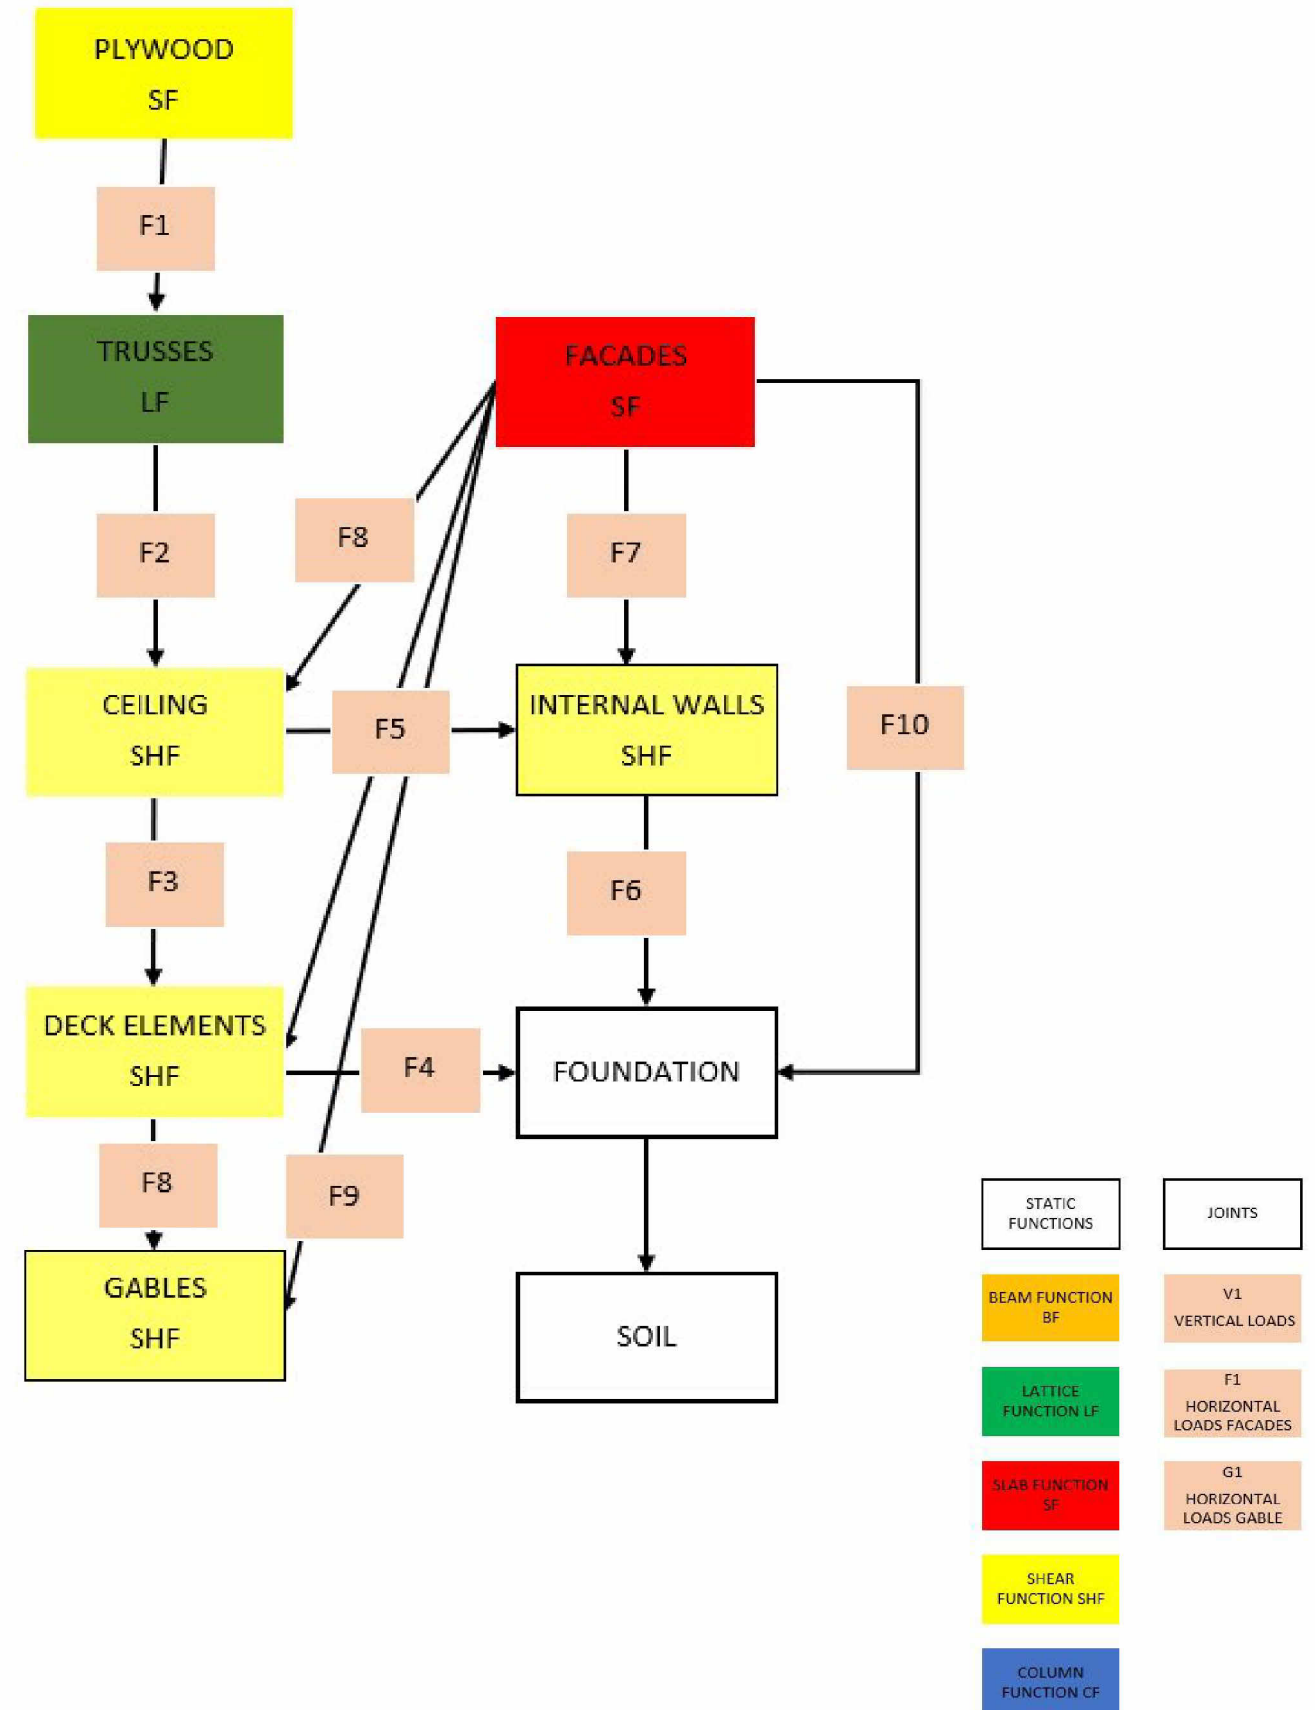 PLYWOOD
SF
F1
TRUSSES
LF
FACADES
SF
F8
F2
F7
CEILING
SHF
F5
INTERNAL WALLS
SHF
F10
F3
F6
DECK ELEMENTS
SHF
F4
FOUNDATION
F8
F9
GABLES
SHF
SOIL
STATIC
FUNCTIONS
JOINTS
BEAM FUNCTION
BF
V1
VERTICAL LOADS
LATTICE
FUNCTION LF
F1
HORIZONTAL
LOADS FACADES
SLAB FUNCTION
SF
G1
HORIZONTAL
LOADS GABLE
SHEAR
FUNCTION SHF
COLUMN
FUNCTION CF